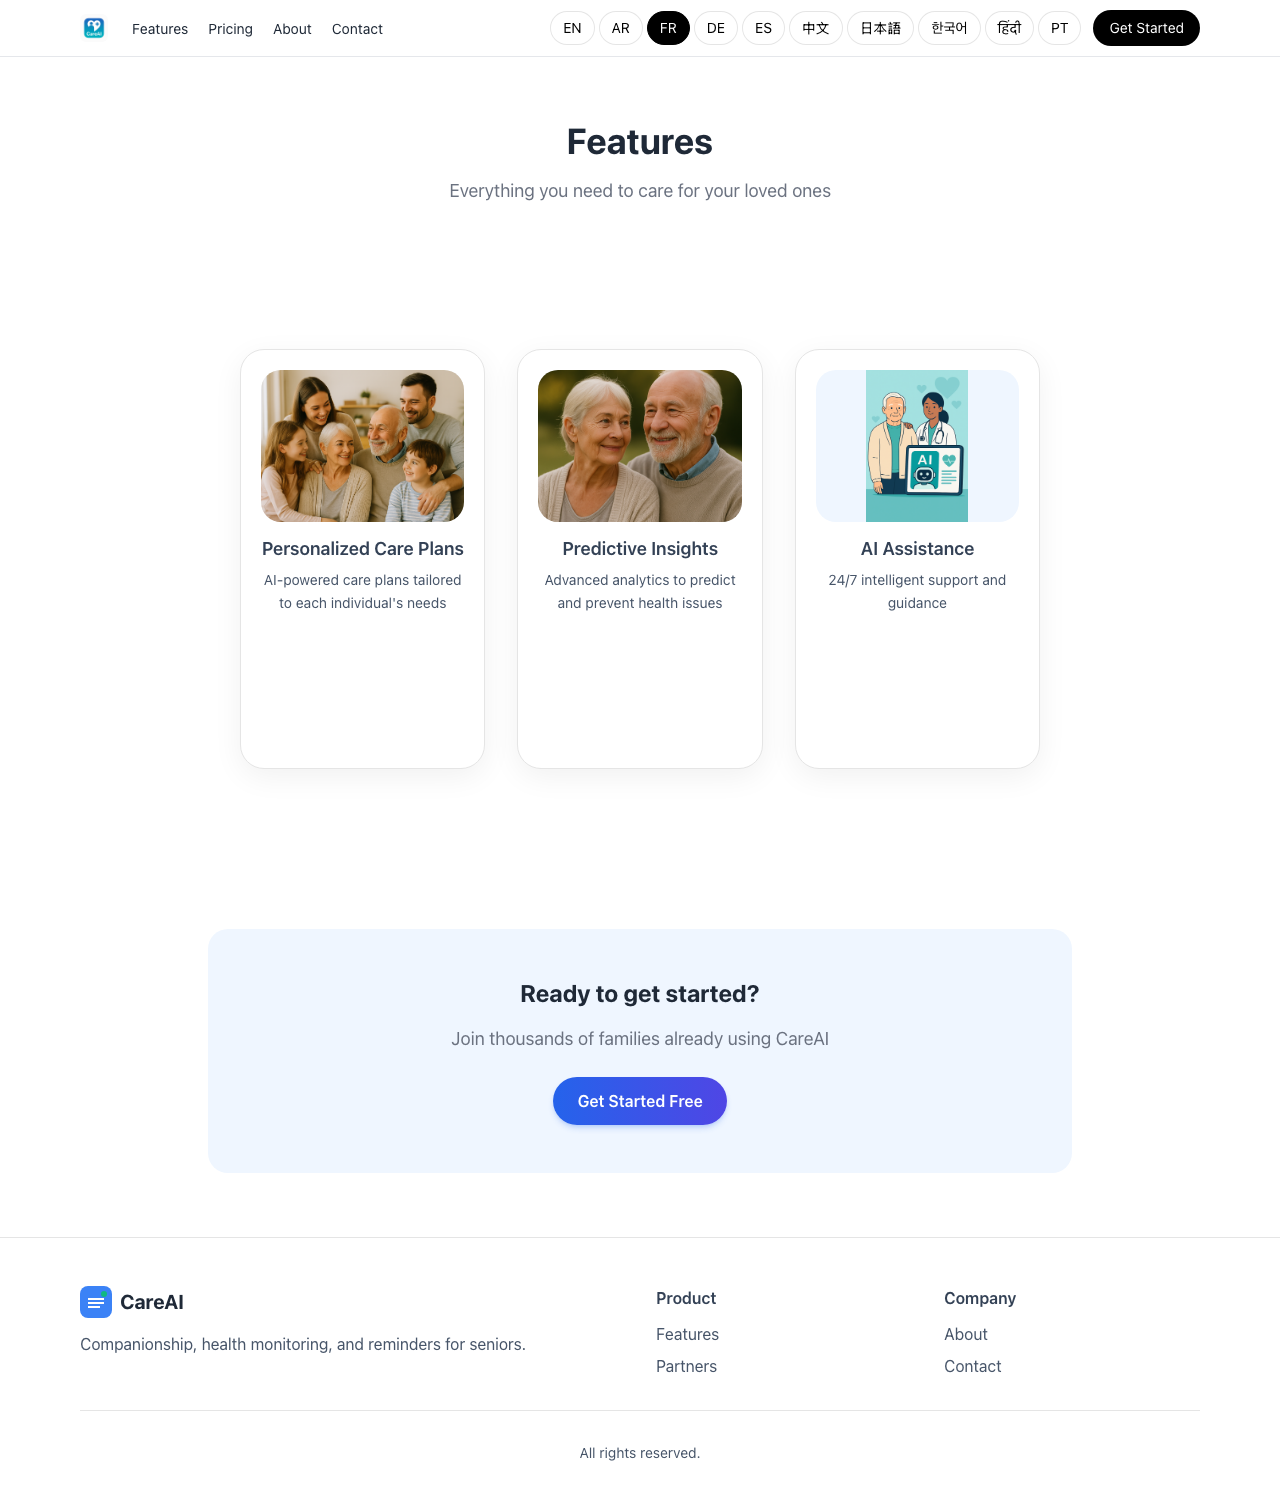 CareAI
Features
Pricing
About
Contact
EN
AR
FR
DE
ES
中文
日本語
한국어
हिंदी
PT
Get Started
Features
Everything you need to care for your loved ones
AI
Personalized Care Plans
AI-powered care plans tailored
to each individual's needs
Predictive Insights
Advanced analytics to predict
and prevent health issues
AI Assistance
24/7 intelligent support and
guidance
Ready to get started?
Join thousands of families already using CareAI
Get Started Free
CareAI
Companionship, health monitoring, and reminders for seniors.
Product
Features
Partners
Company
About
Contact
All rights reserved.